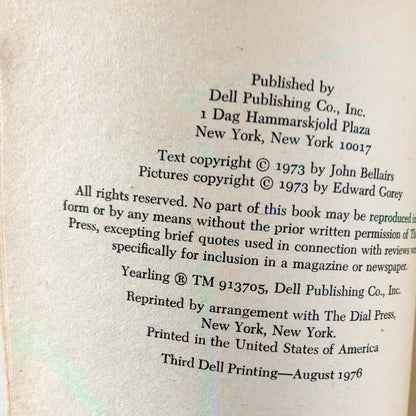 Published by
Dell Publishing Co., Inc.
1 Dag Hammarskjold Plaza
New York, New York 10017
Text copyright © 1973 by John Bellairs
Pictures copyright © 1973 by Edward Gorey
All rights reserved. No part of this book may be reproduced in
form or by any means without the prior written permission of
Press, excepting brief quotes used in connection with reviews
specifically for inclusion in a magazine or newspaper.
Yearling ® TM 913705, Dell Publishing Co., Inc.
Reprinted by arrangement with The Dial Press,
New York, New York.
Printed in the United States of America
Third Dell Printing—August 1976